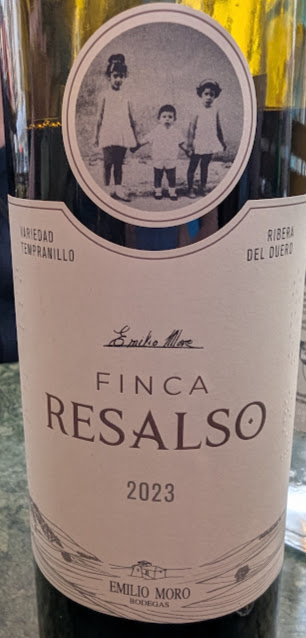 VARIEDAD
TEMPRANILLO
RIBERA
DEL DUERO
Emilio Moro
FINCA
RESALSO
2023
EMILIO MORO
BODEGAS